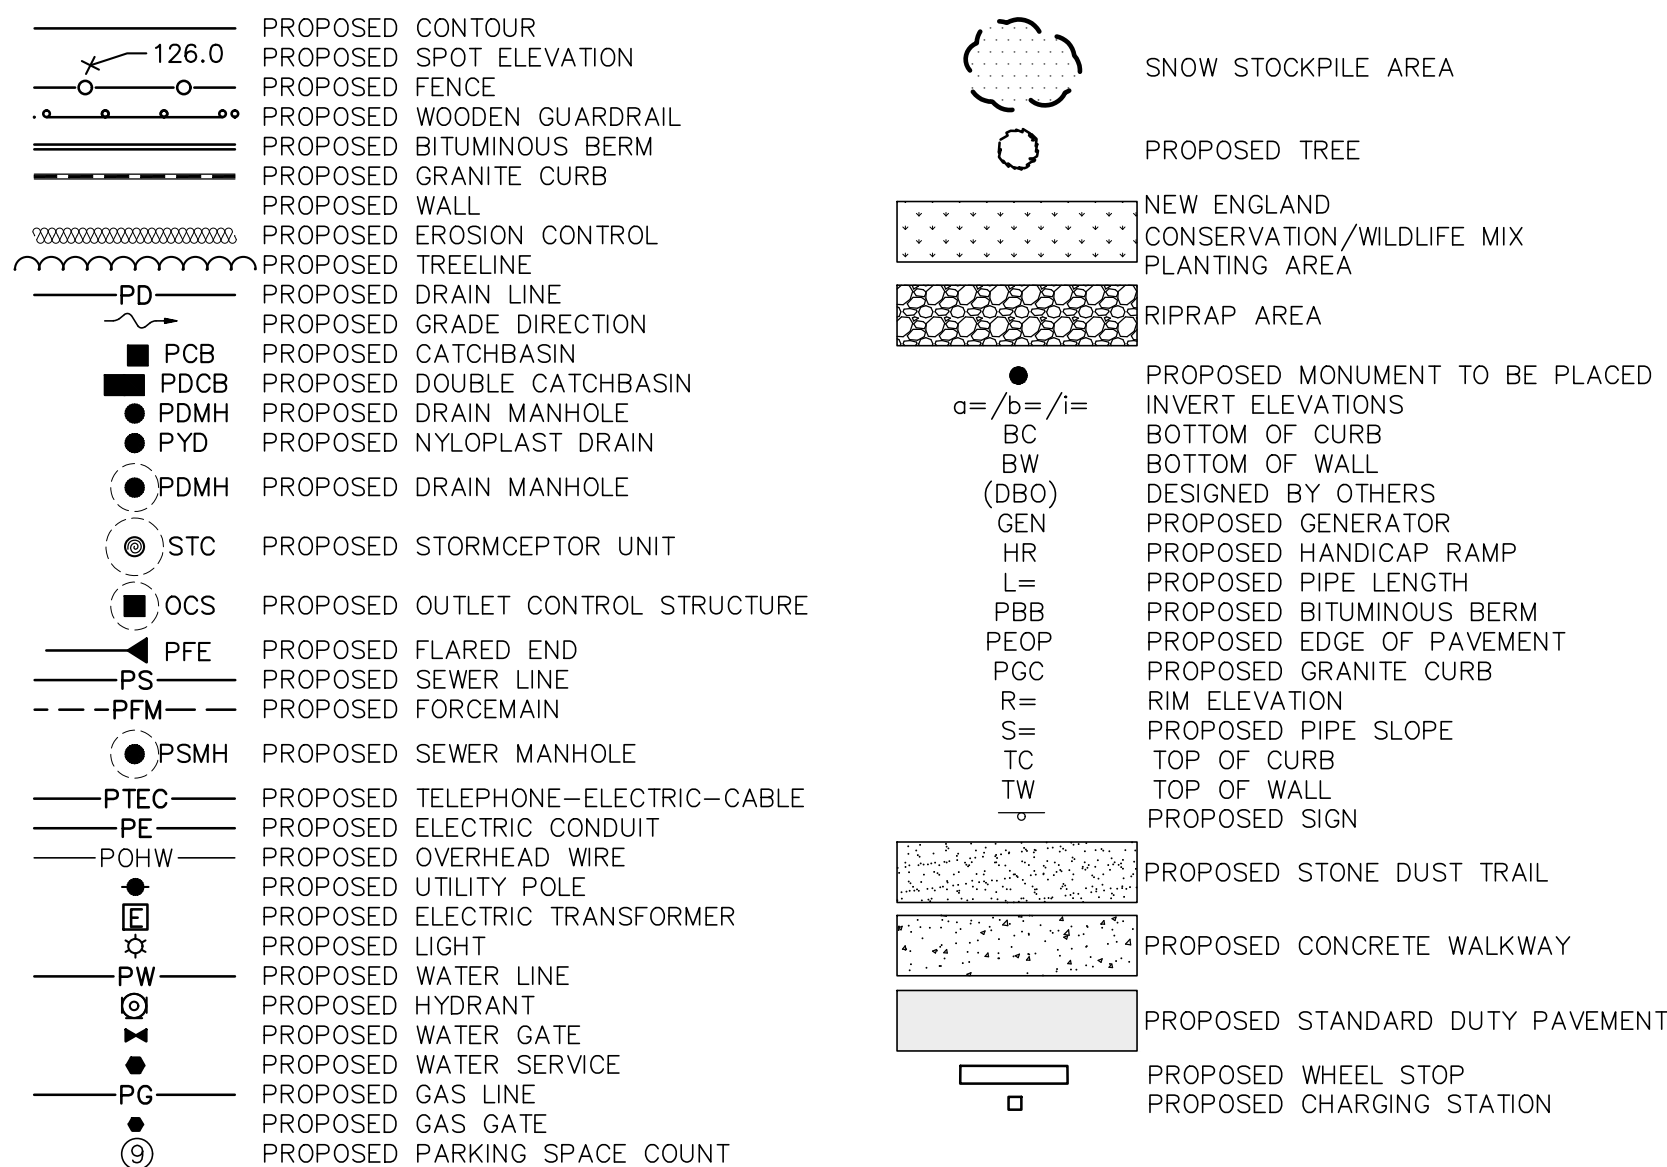 PROPOSED CONTOUR
126.0 PROPOSED SPOT ELEVATION
PROPOSED FENCE
PROPOSED WOODEN GUARDRAIL
PROPOSED BITUMINOUS BERM
PROPOSED GRANITE CURB
PROPOSED WALL
PROPOSED EROSION CONTROL
PROPOSED TREELINE
PD PROPOSED DRAIN LINE
PROPOSED GRADE DIRECTION
PCB PROPOSED CATCHBASIN
PDCB PROPOSED DOUBLE CATCHBASIN
PDMH PROPOSED DRAIN MANHOLE
PYD PROPOSED NYLOPLAST DRAIN
PDMH PROPOSED DRAIN MANHOLE
STC PROPOSED STORMCEPTOR UNIT
OCS PROPOSED OUTLET CONTROL STRUCTURE
PFE PROPOSED FLARED END
PS PROPOSED SEWER LINE
PFM PROPOSED FORCEMAIN
PSMH PROPOSED SEWER MANHOLE
PTEC PROPOSED TELEPHONE-ELECTRIC-CABLE
PE PROPOSED ELECTRIC CONDUIT
POHW PROPOSED OVERHEAD WIRE
PROPOSED UTILITY POLE
E PROPOSED ELECTRIC TRANSFORMER
PROPOSED LIGHT
PW PROPOSED WATER LINE
PROPOSED HYDRANT
PROPOSED WATER GATE
PROPOSED WATER SERVICE
PG PROPOSED GAS LINE
PROPOSED GAS GATE
9 PROPOSED PARKING SPACE COUNT
SNOW STOCKPILE AREA
PROPOSED TREE
NEW ENGLAND
CONSERVATION/WILDLIFE MIX
PLANTING AREA
RIPRAP AREA
PROPOSED MONUMENT TO BE PLACED
a=/b=/i= INVERT ELEVATIONS
BC BOTTOM OF CURB
BW BOTTOM OF WALL
(DBO) DESIGNED BY OTHERS
GEN PROPOSED GENERATOR
HR PROPOSED HANDICAP RAMP
L= PROPOSED PIPE LENGTH
PBB PROPOSED BITUMINOUS BERM
PEOP PROPOSED EDGE OF PAVEMENT
PGC PROPOSED GRANITE CURB
R= RIM ELEVATION
S= PROPOSED PIPE SLOPE
TC TOP OF CURB
TW TOP OF WALL
PROPOSED SIGN
PROPOSED STONE DUST TRAIL
PROPOSED CONCRETE WALKWAY
PROPOSED STANDARD DUTY PAVEMENT
PROPOSED WHEEL STOP
PROPOSED CHARGING STATION